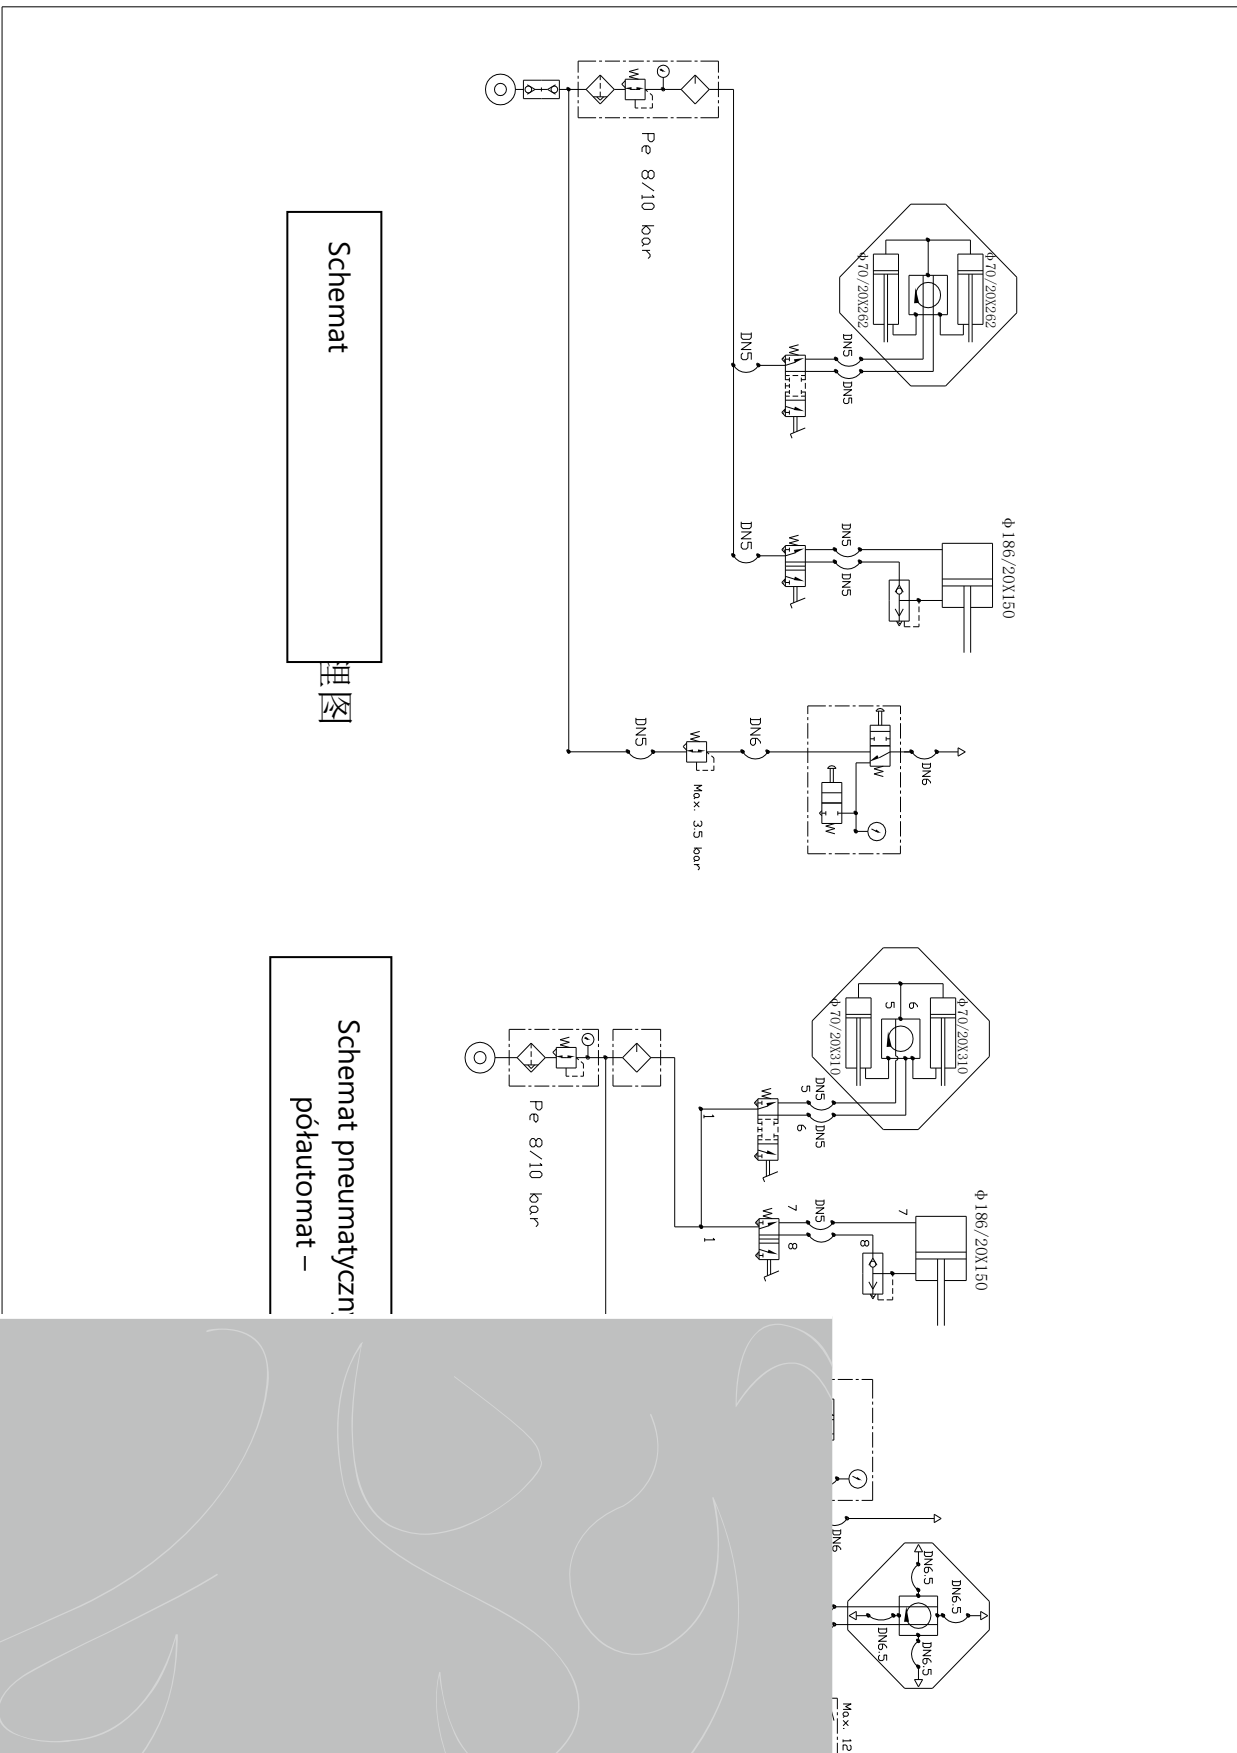 Schemat
理图
Pe 8/10 bar
Φ70/20X262
Φ70/20X262
DN5
DN5
DN5
Φ186/20X150
DN5
DN5
DN5
DN5
DN6
DN6
Max. 3.5 bar
Schemat pneumatyczny
półautomat –
Pe 8/10 bar
Φ70/20X310
Φ70/20X310
5
6
DN5
DN5
5
6
1
1
Φ186/20X150
7
8
DN5
7
8
DN6
DN6.5
DN6.5
DN6.5
DN6.5
Max. 12